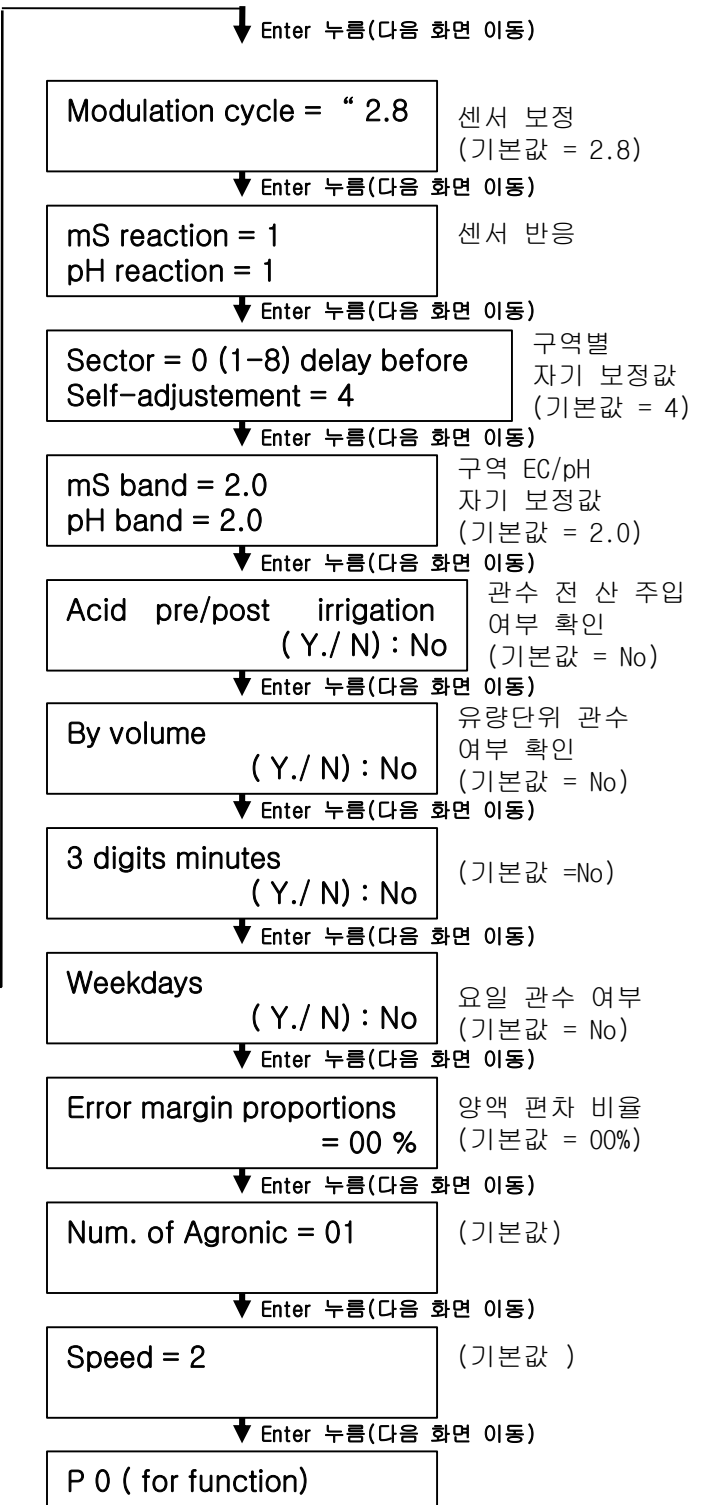 Enter 누름(다음 화면 이동)
Modulation cycle = “ 2.8
센서 보정
(기본값 = 2.8)
Enter 누름(다음 화면 이동)
mS reaction = 1
pH reaction = 1
센서 반응
Enter 누름(다음 화면 이동)
Sector = 0 (1-8) delay before
Self-adjustement = 4
구역별
자기 보정값
(기본값 = 4)
Enter 누름(다음 화면 이동)
mS band = 2.0
pH band = 2.0
구역 EC/pH
자기 보정값
(기본값 = 2.0)
Enter 누름(다음 화면 이동)
Acid pre/post irrigation
( Y./ N) : No
관수 전 산 주입
여부 확인
(기본값 = No)
Enter 누름(다음 화면 이동)
By volume
( Y./ N) : No
유량단위 관수
여부 확인
(기본값 = No)
Enter 누름(다음 화면 이동)
3 digits minutes
( Y./ N) : No
(기본값 =No)
Enter 누름(다음 화면 이동)
Weekdays
( Y./ N) : No
요일 관수 여부
(기본값 = No)
Enter 누름(다음 화면 이동)
Error margin proportions
= 00 %
양액 편차 비율
(기본값 = 00%)
Enter 누름(다음 화면 이동)
Num. of Agronic = 01
(기본값)
Enter 누름(다음 화면 이동)
Speed = 2
(기본값 )
Enter 누름(다음 화면 이동)
P 0 ( for function)